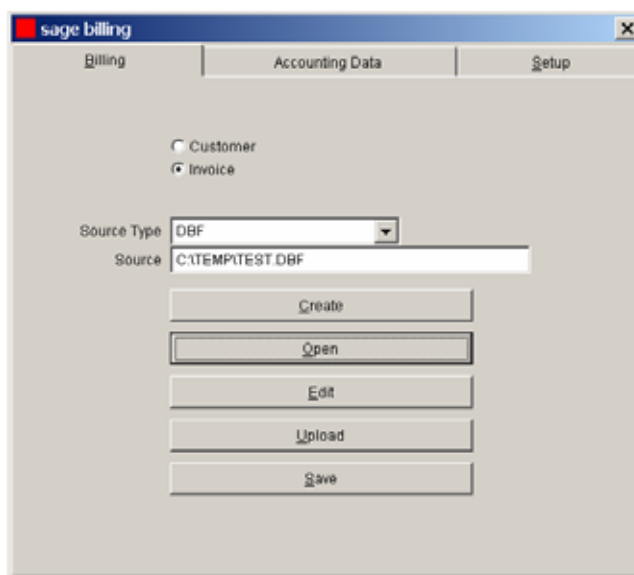 sage billing
Billing Accounting Data Setup
Customer
Invoice
Source Type DBF
Source C:\TEMP\TEST.DBF
Create
Open
Edit
Upload
Save